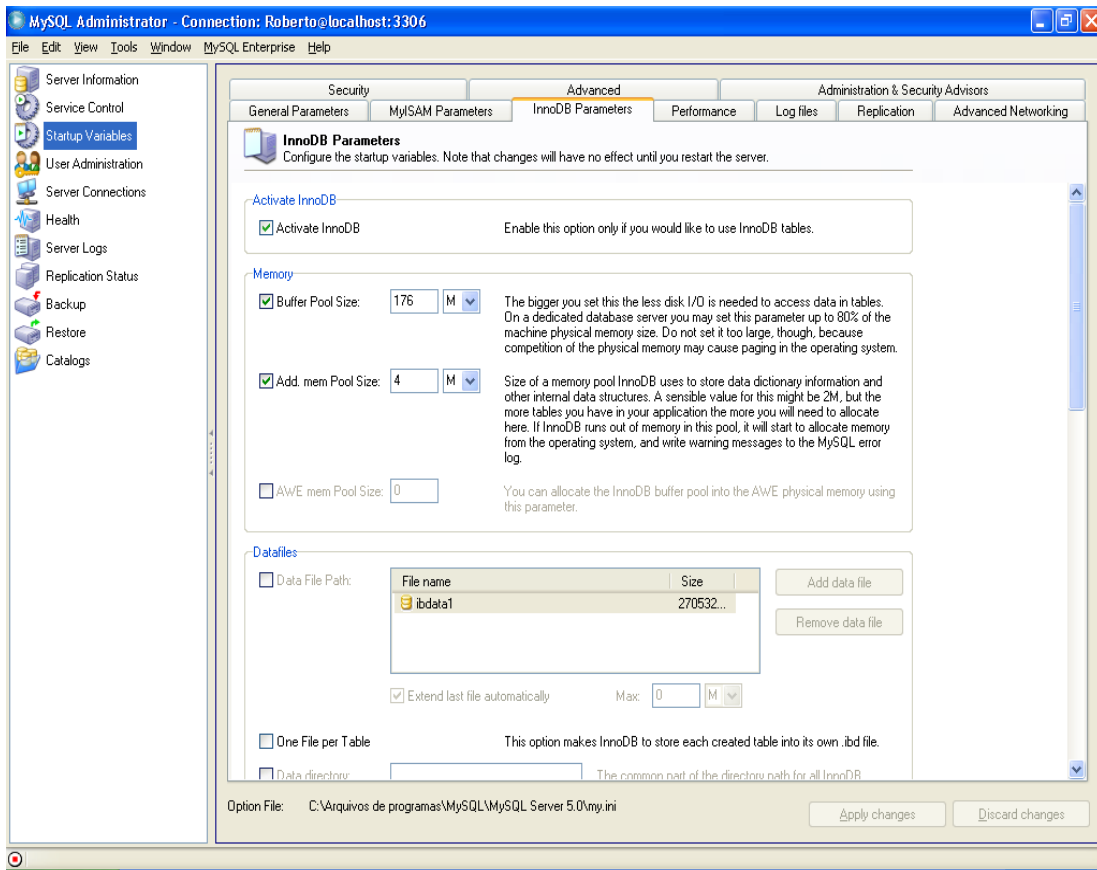 MySQL Administrator - Connection: Roberto@localhost:3306
File Edit View Tools Window MySQL Enterprise Help
Server Information
Service Control
Startup Variables
User Administration
Server Connections
Health
Server Logs
Replication Status
Backup
Restore
Catalogs
Security Advanced Administration & Security Advisors
General Parameters MyISAM Parameters InnoDB Parameters Performance Log files Replication Advanced Networking
InnoDB Parameters
Configure the startup variables. Note that changes will have no effect until you restart the server.
Activate InnoDB
Activate InnoDB Enable this option only if you would like to use InnoDB tables.
Memory
Buffer Pool Size: 176 M The bigger you set this the less disk I/O is needed to access data in tables.
On a dedicated database server you may set this parameter up to 80% of the
machine physical memory size. Do not set it too large, though, because
competition of the physical memory may cause paging in the operating system.
Add. mem Pool Size: 4 M Size of a memory pool InnoDB uses to store data dictionary information and
other internal data structures. A sensible value for this might be 2M, but the
more tables you have in your application the more you will need to allocate
here. If InnoDB runs out of memory in this pool, it will start to allocate memory
from the operating system, and write warning messages to the MySQL error
log.
AWE mem Pool Size: 0 You can allocate the InnoDB buffer pool into the AWE physical memory using
this parameter.
Datafiles
Data File Path: File name Size Add data file
ibdata1 270532...
Remove data file
Extend last file automatically Max: 0 M
One File per Table This option makes InnoDB to store each created table into its own .ibd file.
Data directory: The common part of the directory path for all InnoDB
Option File: C:\Arquivos de programas\MySQL\MySQL Server 5.0\my.ini
Apply changes Discard changes